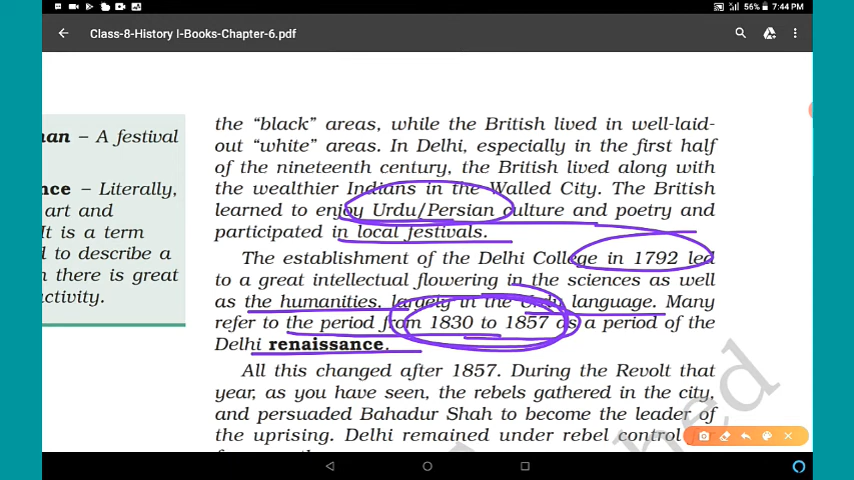 56% 7:44 PM
Class-8-History I-Books-Chapter-6.pdf
man – A festival
nce – Literally,
art and
It is a term
d to describe a
n there is great
activity.
the “black” areas, while the British lived in well-laid-
out “white” areas. In Delhi, especially in the first half
of the nineteenth century, the British lived along with
the wealthier Indians in the Walled City. The British
learned to enjoy Urdu/Persian culture and poetry and
participated in local festivals.
The establishment of the Delhi College in 1792 led
to a great intellectual flowering in the sciences as well
as the humanities, largely in the Urdu language. Many
refer to the period from 1830 to 1857 as a period of the
Delhi renaissance.
All this changed after 1857. During the Revolt that
year, as you have seen, the rebels gathered in the city,
and persuaded Bahadur Shah to become the leader of
the uprising. Delhi remained under rebel control